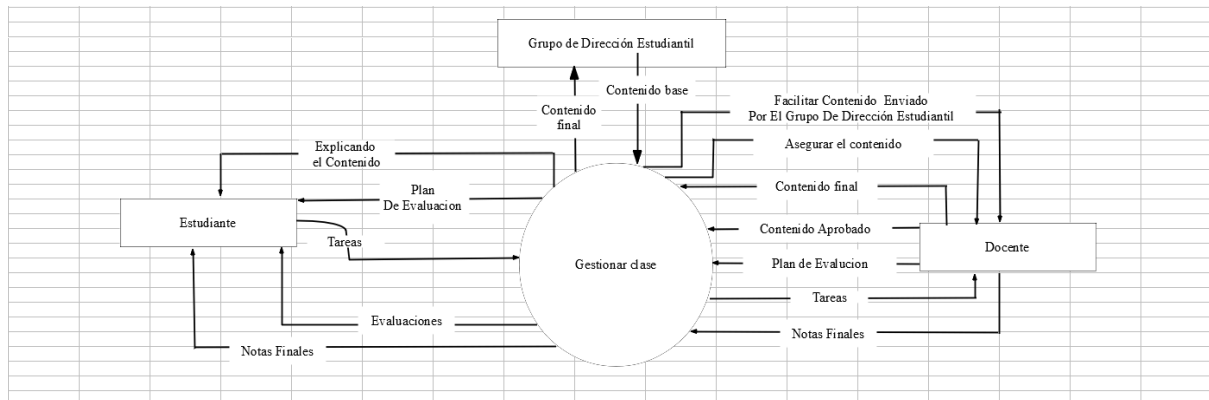 Grupo de Dirección Estudiantil
Contenido base
Contenido
final
Facilitar Contenido Enviado
Por El Grupo De Dirección Estudiantil
Asegurar el contenido
Explicando
el Contenido
Contenido final
Plan
De Evaluacion
Estudiante
Tareas
Contenido Aprobado
Docente
Gestionar clase
Plan de Evalucion
Tareas
Evaluaciones
Notas Finales
Notas Finales